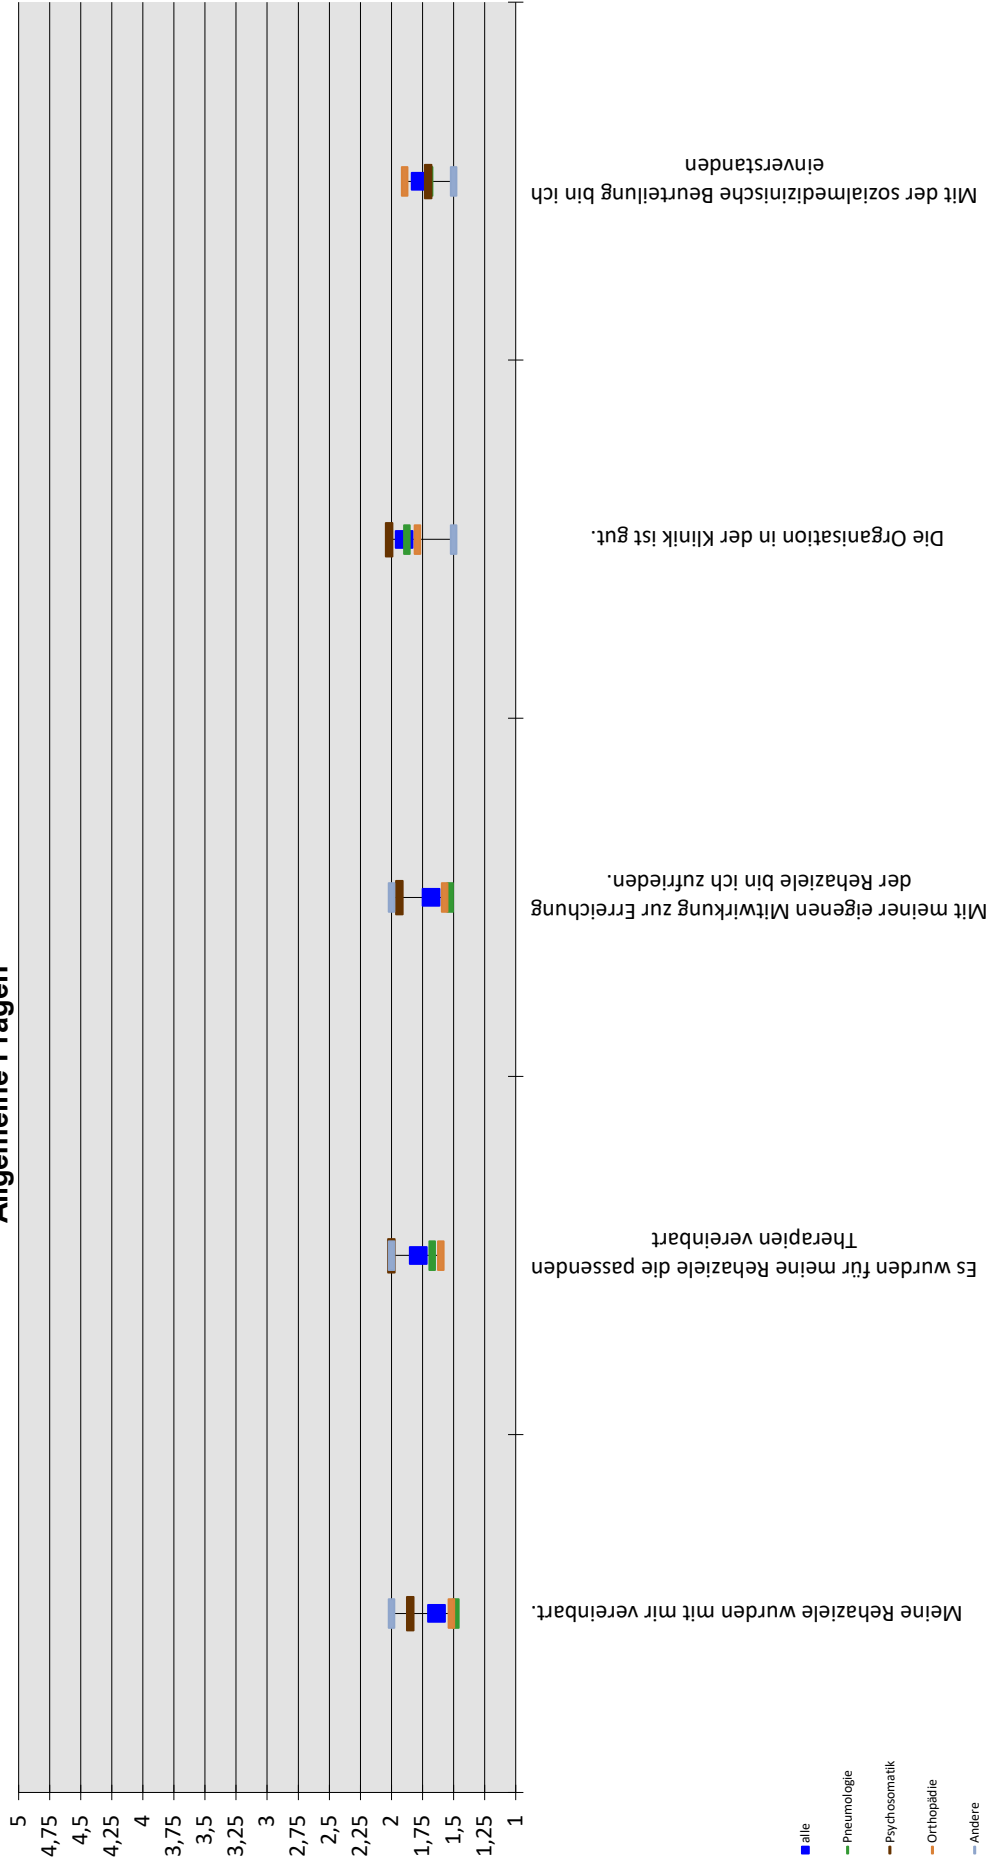 Allgemeine Fragen
5
4,75
4,5
4,25
4
3,75
3,5
3,25
3
2,75
2,5
2,25
2
1,75
1,5
1,25
1
Meine Rehaziele wurden mit mir vereinbart.
Es wurden für meine Rehaziele die passenden
Therapien vereinbart
Mit meiner eigenen Mitwirkung zur Erreichung
der Rehaziele bin ich zufrieden.
Die Organisation in der Klinik ist gut.
Mit der sozialmedizinische Beurteilung bin ich
einverstanden
alle
Pneumologie
Psychosomatik
Orthopädie
Andere